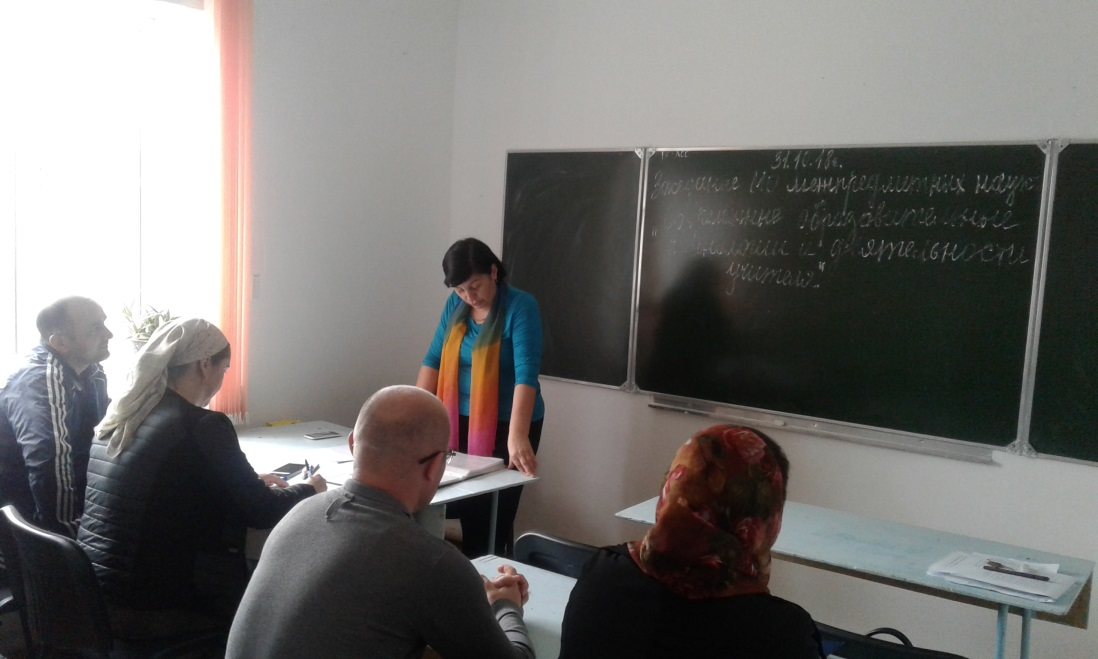 31.10.18г.
Заседание МО межпредметных наук
образовательные
и деятельности
учителя."